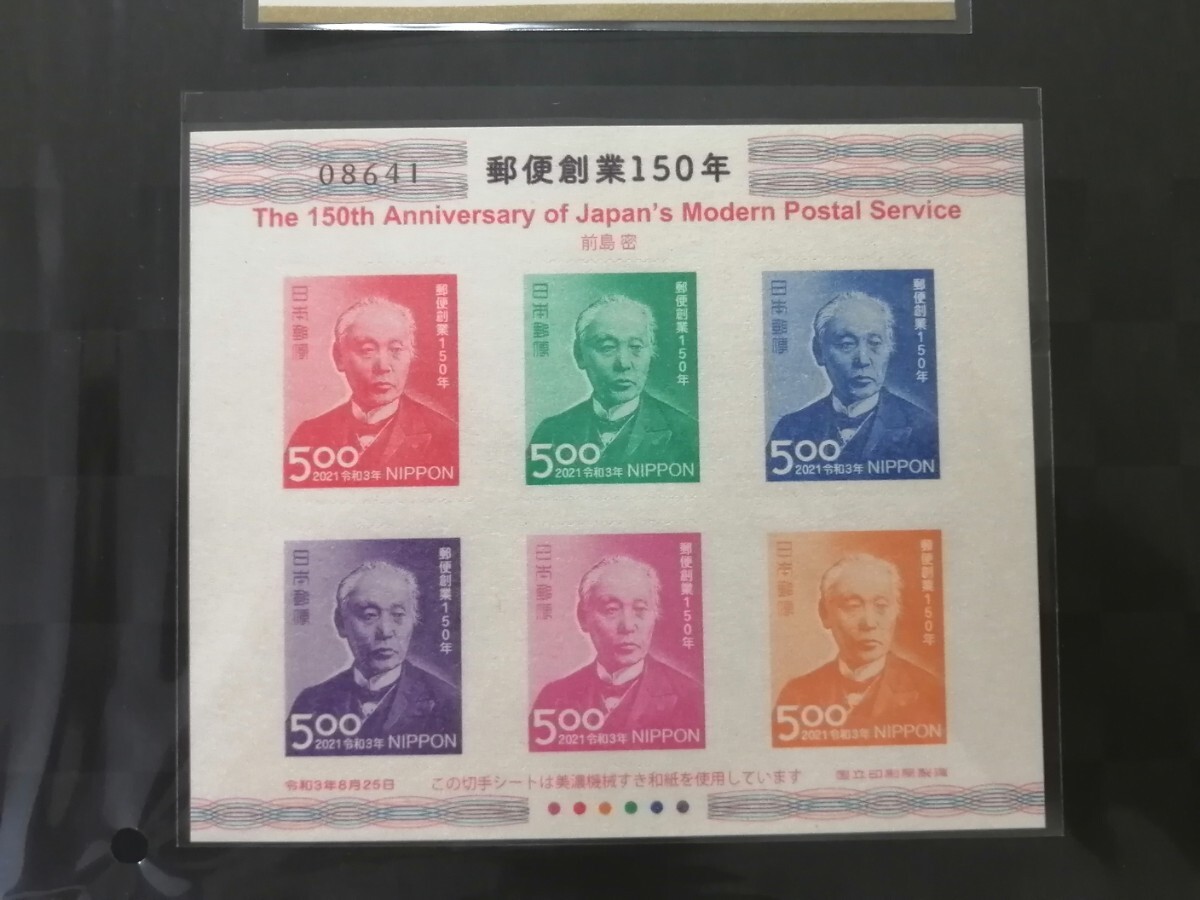 08641
郵便創業150年
The 150th Anniversary of Japan's Modern Postal Service
前島 密
日本郵便
郵便創業150年
500
2021 令和3年 NIPPON
日本郵便
郵便創業150年
500
2021 令和3年 NIPPON
日本郵便
郵便創業150年
500
2021 令和3年 NIPPON
日本郵便
郵便創業150年
500
2021 令和3年 NIPPON
日本郵便
郵便創業150年
500
2021 令和3年 NIPPON
日本郵便
郵便創業150年
500
2021 令和3年 NIPPON
令和3年8月25日
この切手シートは美濃機械すき和紙を使用しています
国立印刷局製造